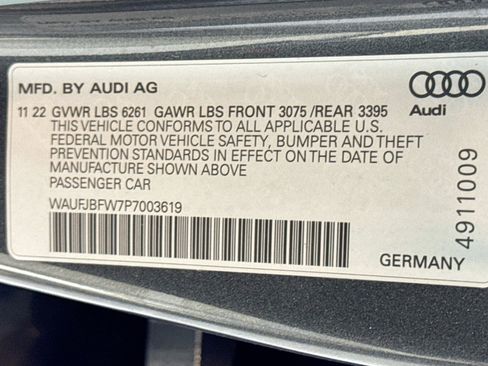 MFD. BY AUDI AG
11 22 GVWR LBS 6261 GAWR LBS FRONT 3075 /REAR 3395
THIS VEHICLE CONFORMS TO ALL APPLICABLE U.S.
FEDERAL MOTOR VEHICLE SAFETY, BUMPER AND THEFT
PREVENTION STANDARDS IN EFFECT ON THE DATE OF
MANUFACTURE SHOWN ABOVE
PASSENGER CAR
WAUFJBFW7P7003619
Audi
4911009
GERMANY